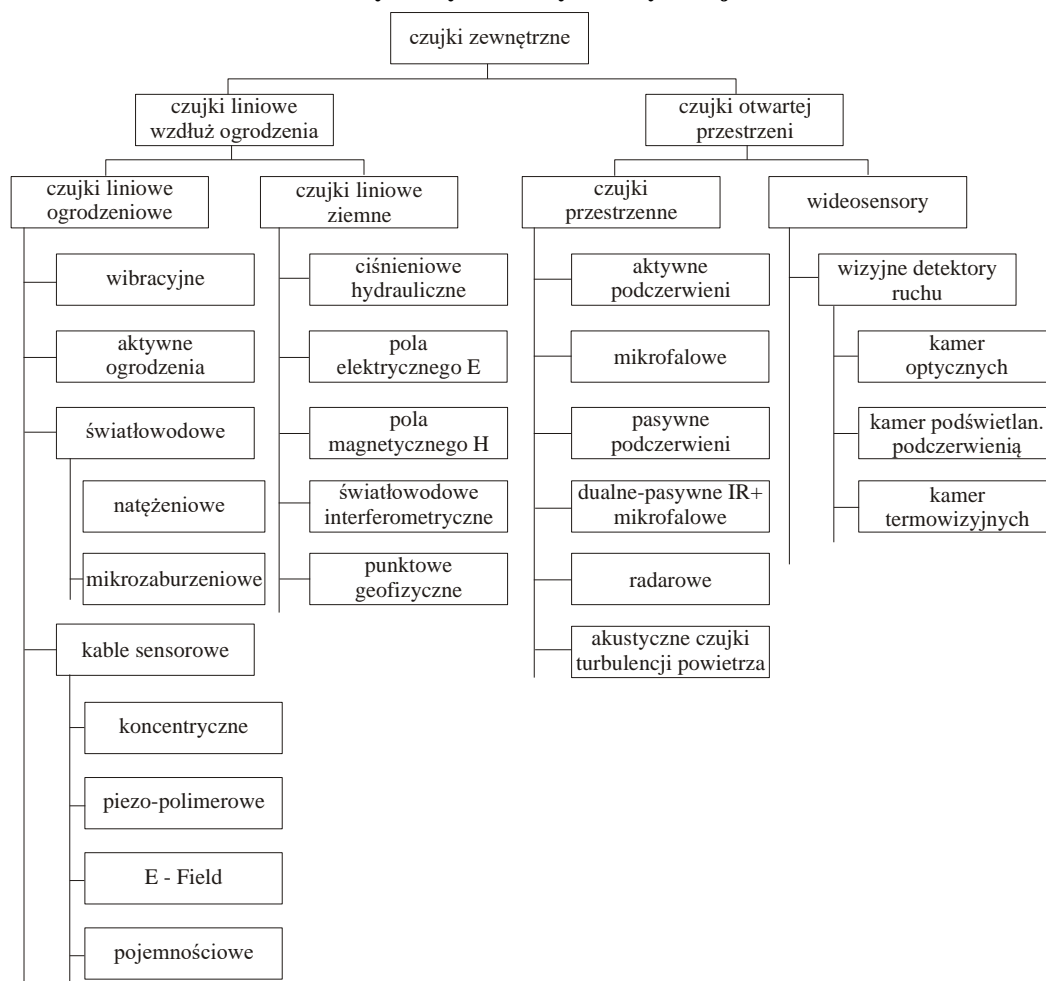 czujki zewnętrzne
czujki liniowe
wzdłuż ogrodzenia
czujki otwartej
przestrzeni
czujki liniowe
ogrodzeniowe
czujki liniowe
ziemne
czujki
przestrzenne
wideosensory
wibracyjne
aktywne
ogrodzenia
światłowodowe
natężeniowe
mikrozaburzeniowe
kable sensorowe
koncentryczne
piezo-polimerowe
E - Field
pojemnościowe
ciśnieniowe
hydrauliczne
pola
elektrycznego E
pola
magnetycznego H
światłowodowe
interferometryczne
punktowe
geofizyczne
aktywne
podczerwieni
mikrofalowe
pasywne
podczerwieni
dualne-pasywne IR+
mikrofalowe
radarowe
akustyczne czujki
turbulencji powietrza
wizyjne detektory
ruchu
kamer
optycznych
kamer podświetlan.
podczerwienią
kamer
termowizyjnych